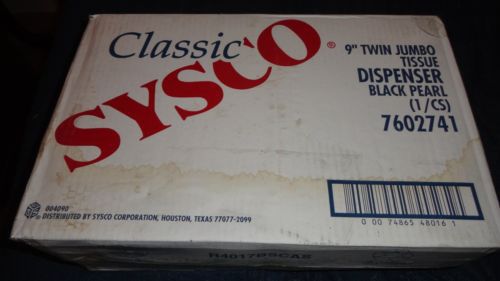 Classic
SYSCO®
9" TWIN JUMBO
TISSUE
DISPENSER
BLACK PEARL
(1/CS)
7602741
004090
DISTRIBUTED BY SYSCO CORPORATION, HOUSTON, TEXAS 77077-2099
0 00 74865 48016 1